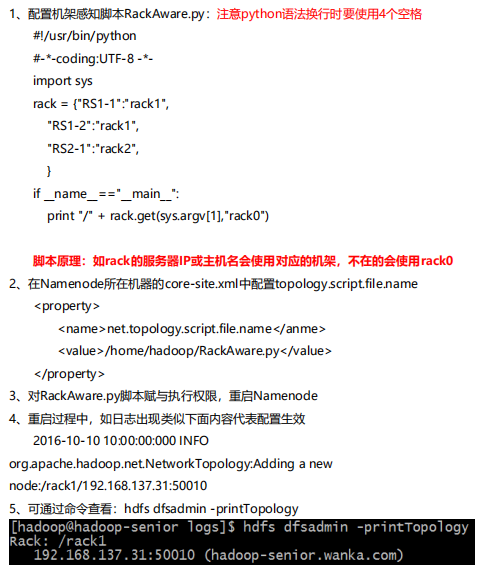 1、配置机架感知脚本RackAware.py：注意python语法换行时要使用4个空格
#!/usr/bin/python
#-*-coding:UTF-8 -*-
import sys
rack = {"RS1-1":"rack1",
"RS1-2":"rack1",
"RS2-1":"rack2",
}
if __name__=="__main__":
print "/" + rack.get(sys.argv[1],"rack0")
脚本原理：如rack的服务器IP或主机名会使用对应的机架，不在的会使用rack0
2、在Namenode所在机器的core-site.xml中配置topology.script.file.name
<property>
<name>net.topology.script.file.name</anme>
<value>/home/hadoop/RackAware.py</value>
</property>
3、对RackAware.py脚本赋与执行权限，重启Namenode
4、重启过程中，如日志出现类似下面内容代表配置生效
2016-10-10 10:00:00:000 INFO
org.apache.hadoop.net.NetworkTopology:Adding a new
node:/rack1/192.168.137.31:50010
5、可通过命令查看：hdfs dfsadmin -printTopology
[hadoop@hadoop-senior logs]$ hdfs dfsadmin -printTopology
Rack: /rack1
192.168.137.31:50010 (hadoop-senior.wanka.com)